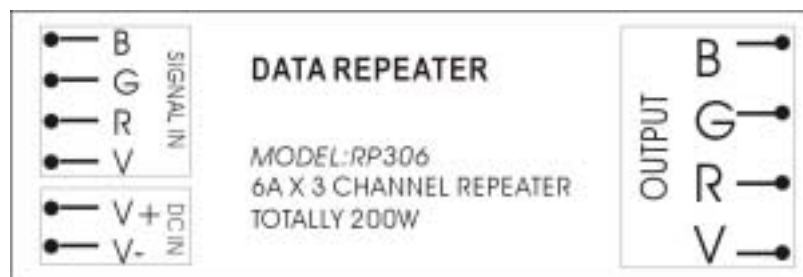 B
G
R
V
SIGNAL IN
V+
V-
DC IN
DATA REPEATER
MODEL:RP306
6A X 3 CHANNEL REPEATER
TOTALLY 200W
OUTPUT
B
G
R
V